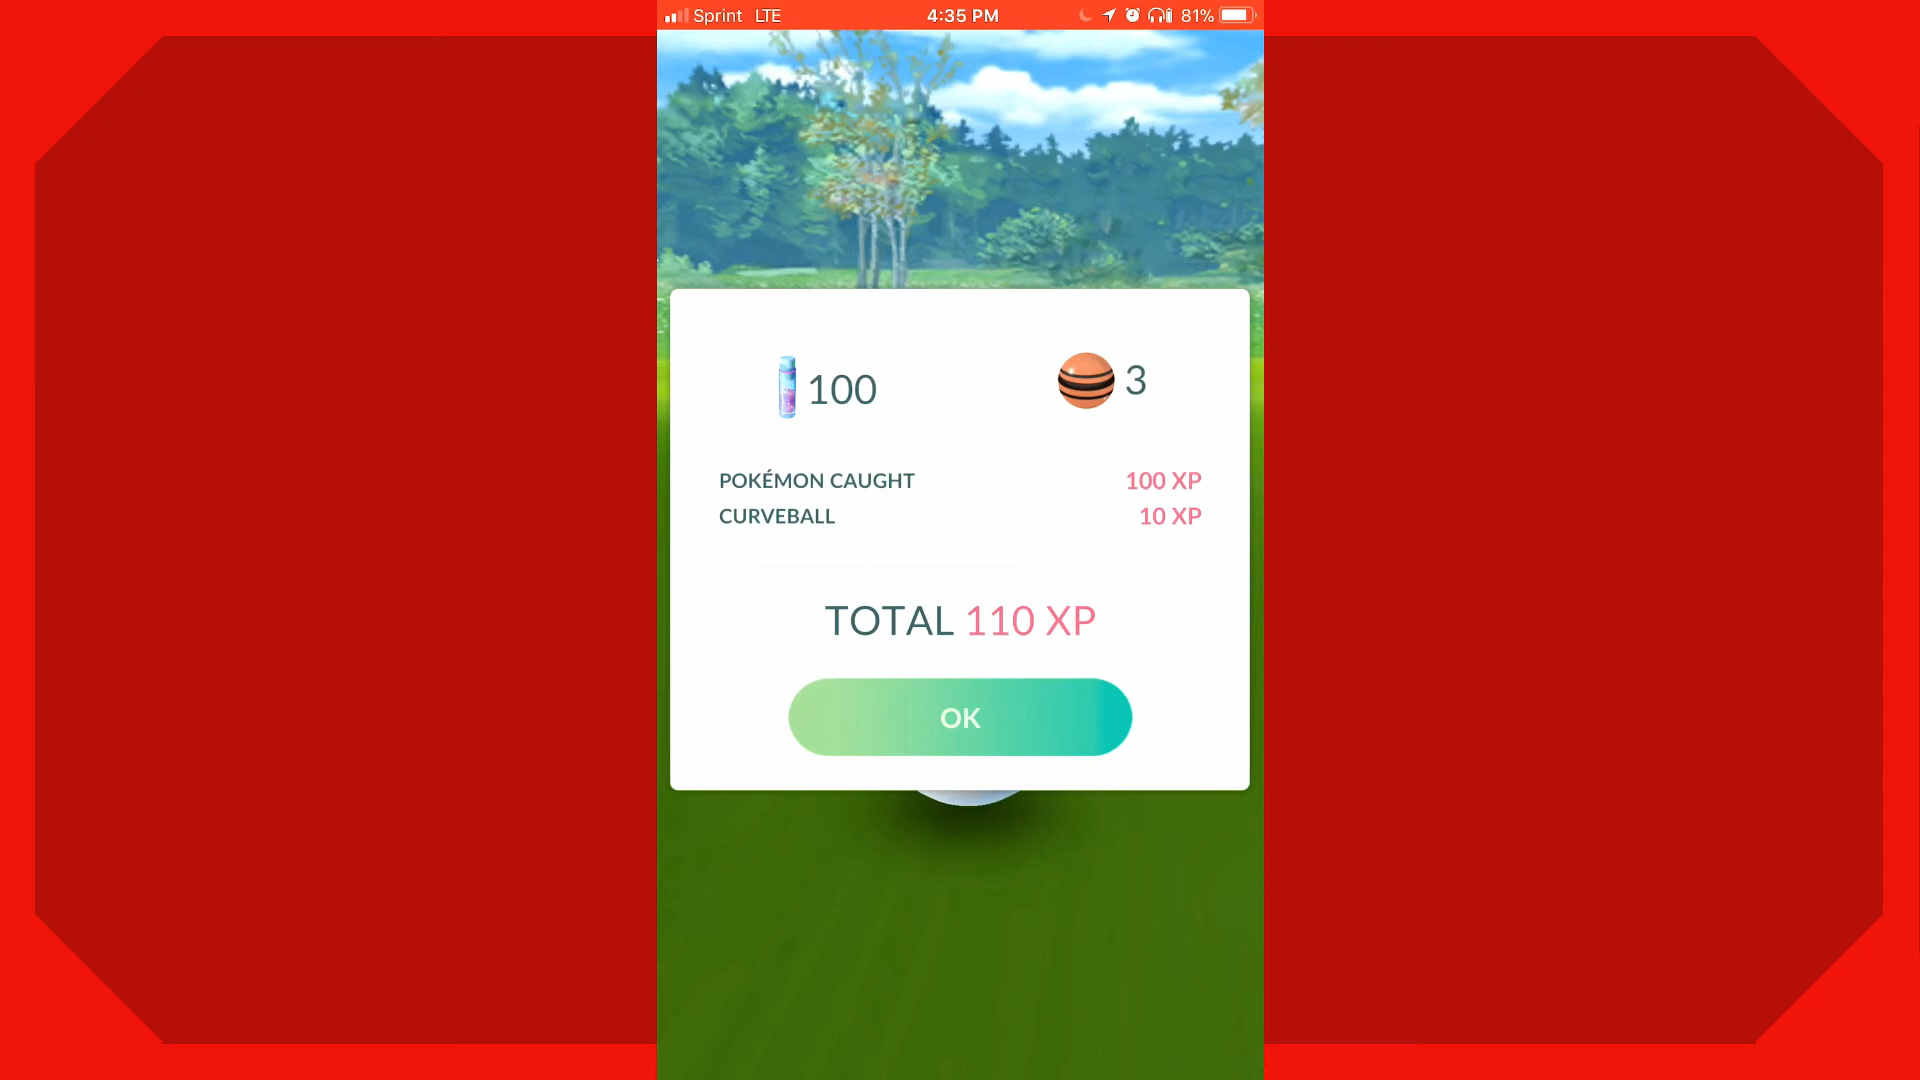 Sprint LTE 4:35 PM 81%
100 3
POKÉMON CAUGHT 100 XP
CURVEBALL 10 XP
TOTAL 110 XP
OK